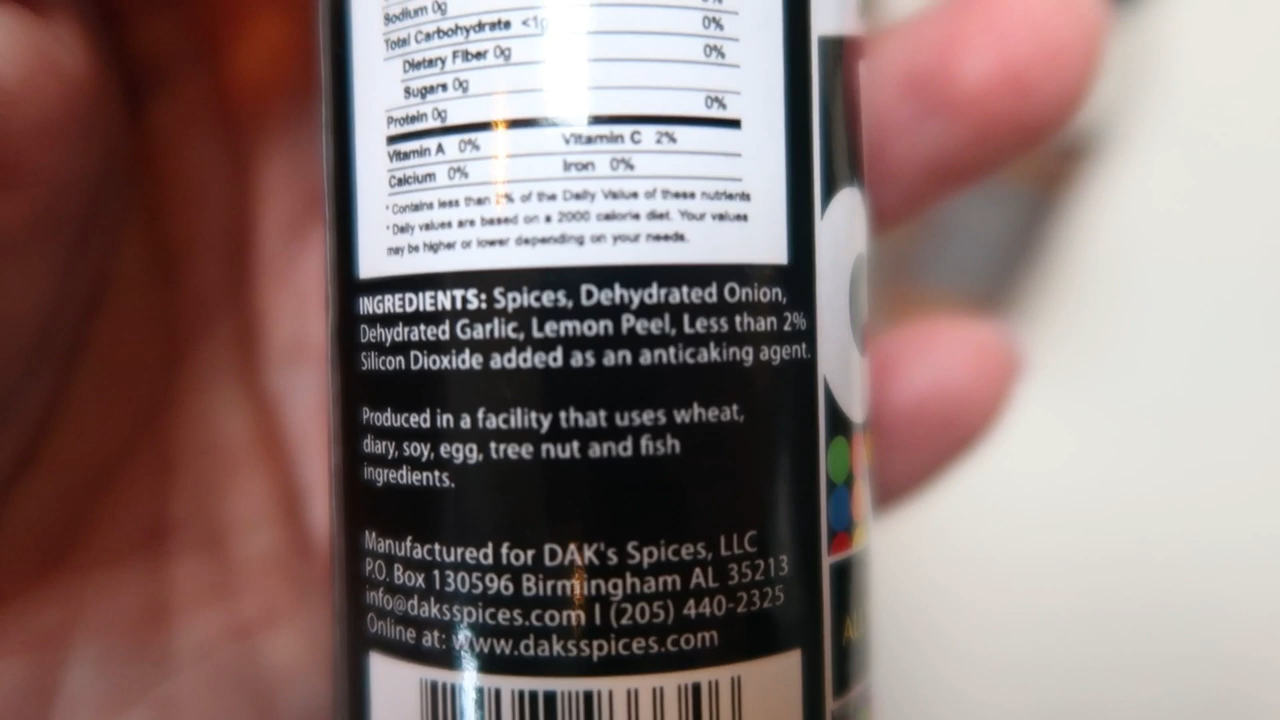 Sodium 0g
Total Carbohydrate <1g 0%
Dietary Fiber 0g 0%
Sugars 0g
Protein 0g 0%
Vitamin A 0% Vitamin C 2%
Calcium 0% Iron 0%
* Contains less than 2% of the Daily Value of these nutrients
* Daily values are based on a 2000 calorie diet. Your values
may be higher or lower depending on your needs.
INGREDIENTS: Spices, Dehydrated Onion,
Dehydrated Garlic, Lemon Peel, Less than 2%
Silicon Dioxide added as an anticaking agent.
Produced in a facility that uses wheat,
diary, soy, egg, tree nut and fish
ingredients.
Manufactured for DAK's Spices, LLC
P.O. Box 130596 Birmingham AL 35213
info@daksspices.com I (205) 440-2325
Online at: www.daksspices.com